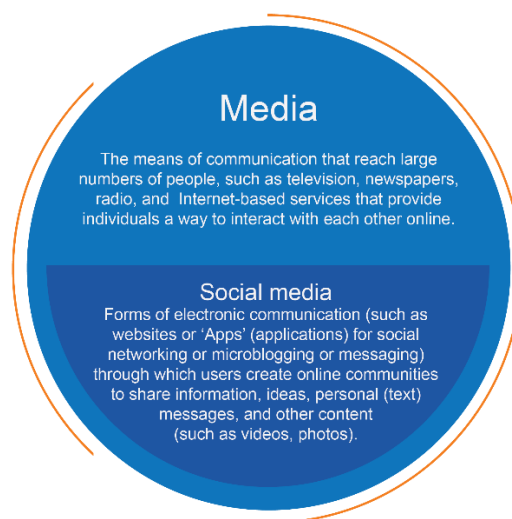 Media
The means of communication that reach large
numbers of people, such as television, newspapers,
radio, and  Internet-based services that provide
individuals a way to interact with each other online.
Social media
Forms of electronic communication (such as
websites or ‘Apps’ (applications) for social
networking or microblogging or messaging)
through which users create online communities
to share information, ideas, personal (text)
messages, and other content
(such as videos, photos).